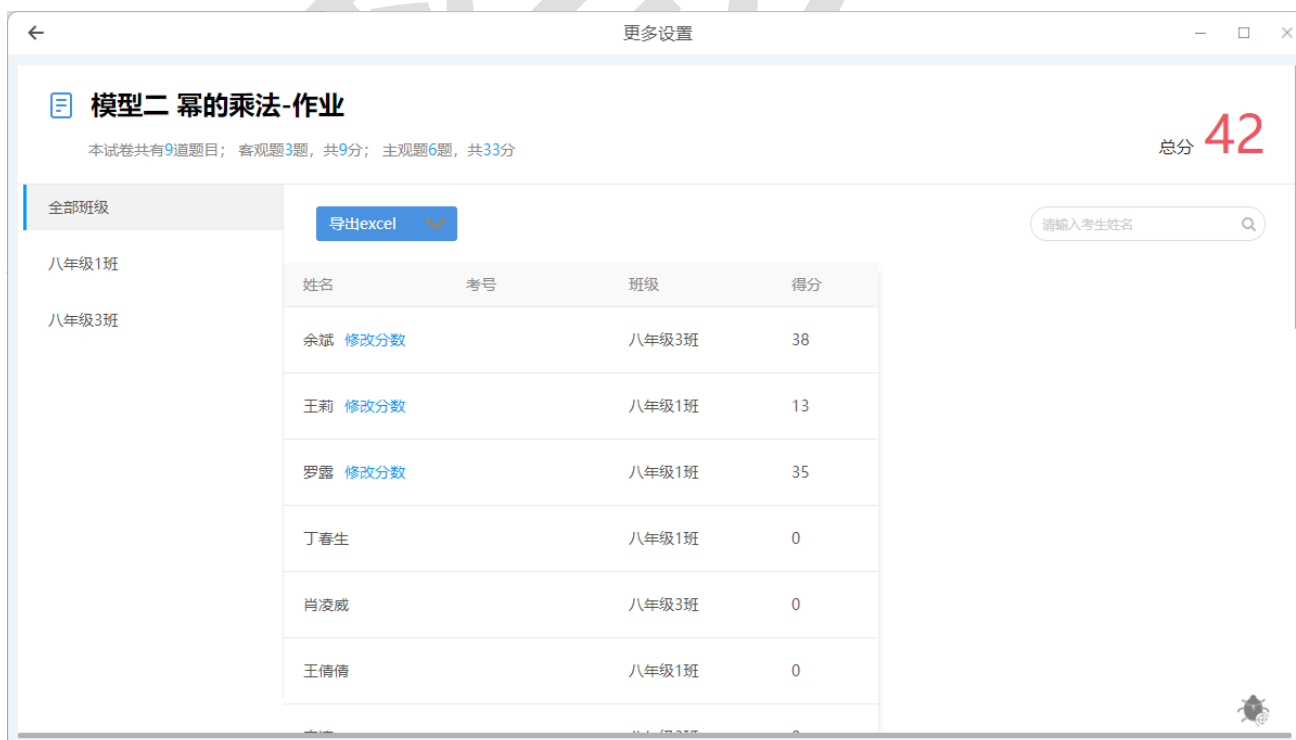 更多设置
模型二 幂的乘法-作业
本试卷共有9道题目； 客观题3题，共9分； 主观题6题，共33分
总分 42
全部班级
八年级1班
八年级3班
导出excel
请输入考生姓名
姓名 考号 班级 得分
余斌 修改分数 八年级3班 38
王莉 修改分数 八年级1班 13
罗露 修改分数 八年级1班 35
丁春生 八年级1班 0
肖凌威 八年级3班 0
王倩倩 八年级1班 0